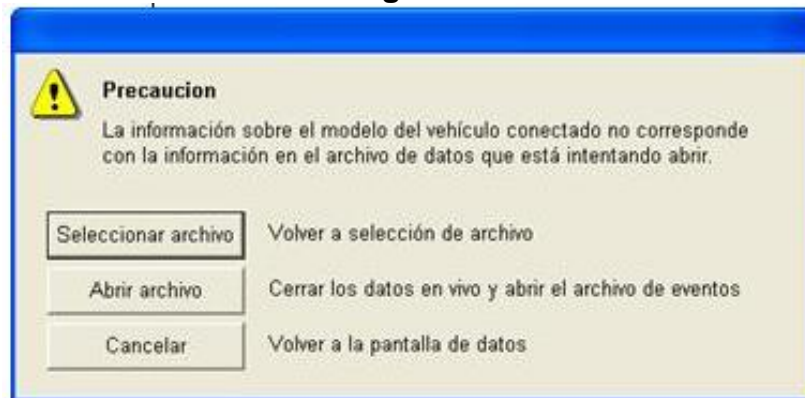 Precaucion
La información sobre el modelo del vehículo conectado no corresponde
con la información en el archivo de datos que está intentando abrir.
Seleccionar archivo Volver a selección de archivo
Abrir archivo Cerrar los datos en vivo y abrir el archivo de eventos
Cancelar Volver a la pantalla de datos